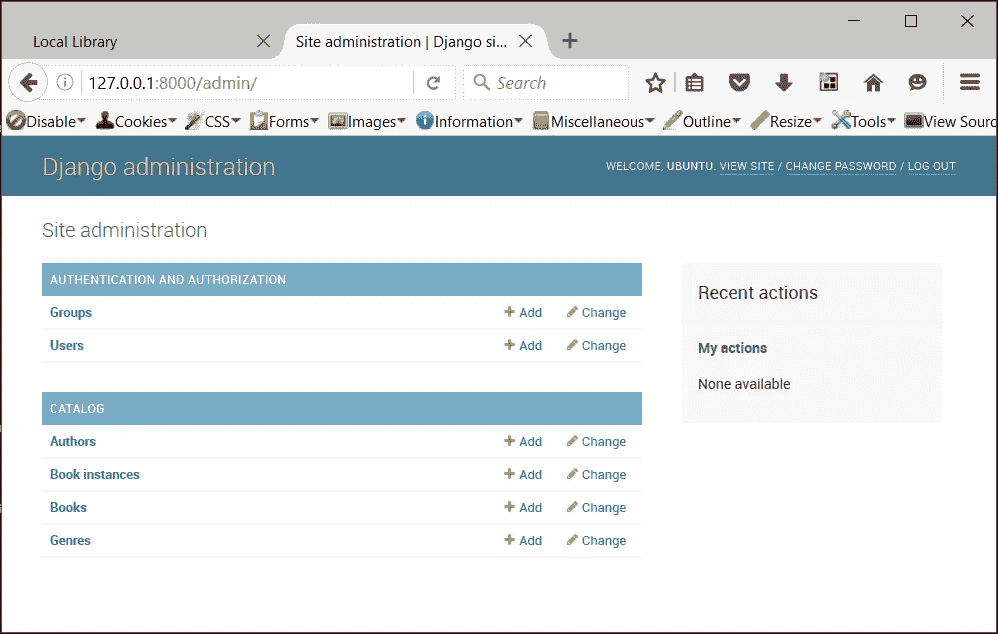 Local Library
Site administration | Django si...
127.0.0.1:8000/admin/
Search
Disable Cookies CSS Forms Images Information Miscellaneous Outline Resize Tools View Sourc
Django administration
WELCOME, UBUNTU. VIEW SITE / CHANGE PASSWORD / LOG OUT
Site administration
AUTHENTICATION AND AUTHORIZATION
Groups Add Change
Users Add Change
CATALOG
Authors Add Change
Book instances Add Change
Books Add Change
Genres Add Change
Recent actions
My actions
None available